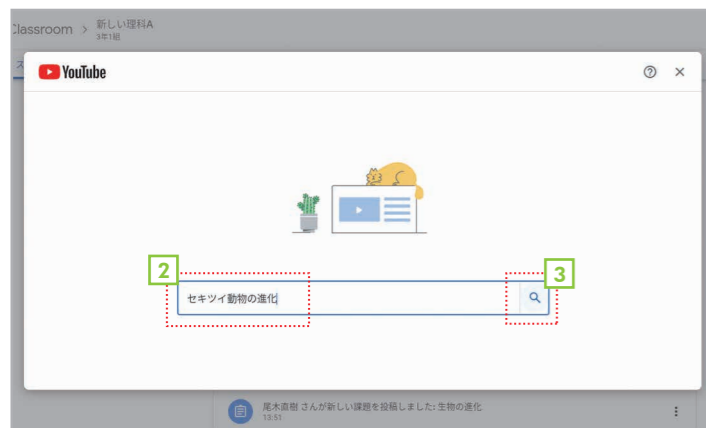 Classroom > 新しい理科A
3年1組
ス
YouTube
2
3
セキツイ動物の進化
尾木直樹 さんが新しい課題を投稿しました: 生物の進化
13:51